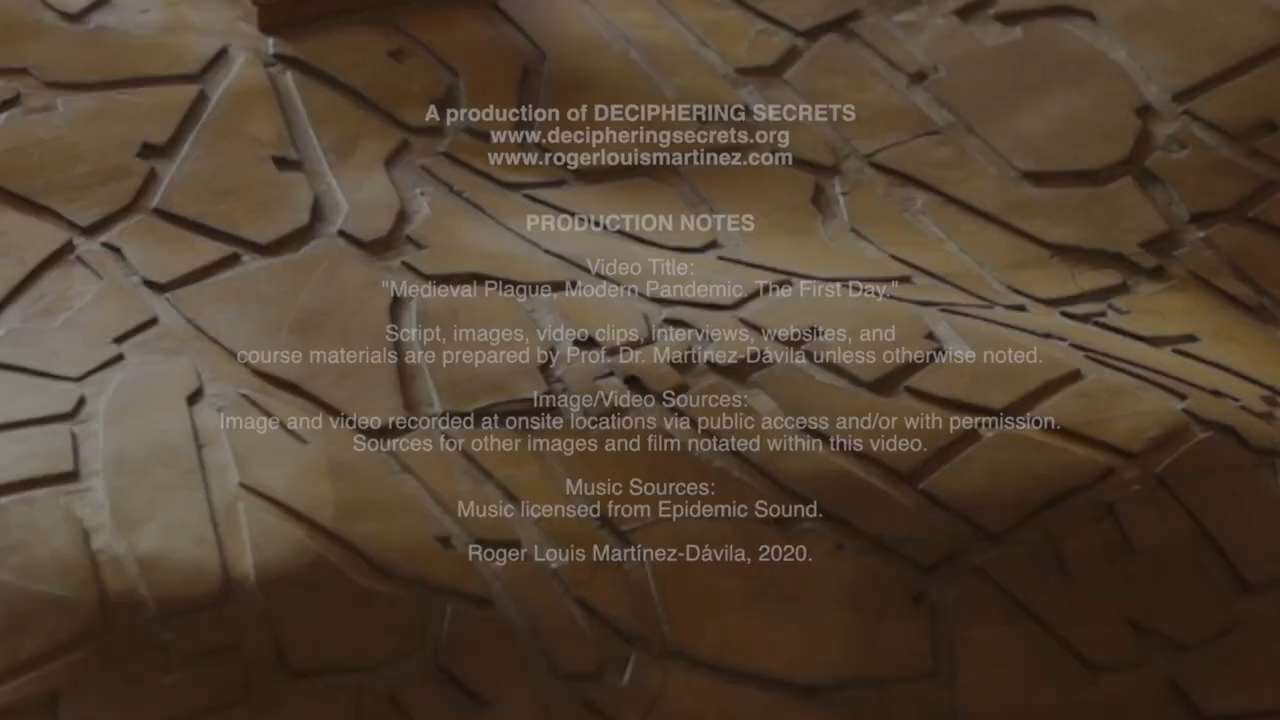 A production of DECIPHERING SECRETS
www.decipheringsecrets.org
www.rogerlouismartinez.com
PRODUCTION NOTES
Video Title:
"Medieval Plague, Modern Pandemic. The First Day."
Script, images, video clips, interviews, websites, and
course materials are prepared by Prof. Dr. Martínez-Dávila unless otherwise noted.
Image/Video Sources:
Image and video recorded at onsite locations via public access and/or with permission.
Sources for other images and film notated within this video.
Music Sources:
Music licensed from Epidemic Sound.
Roger Louis Martínez-Dávila, 2020.